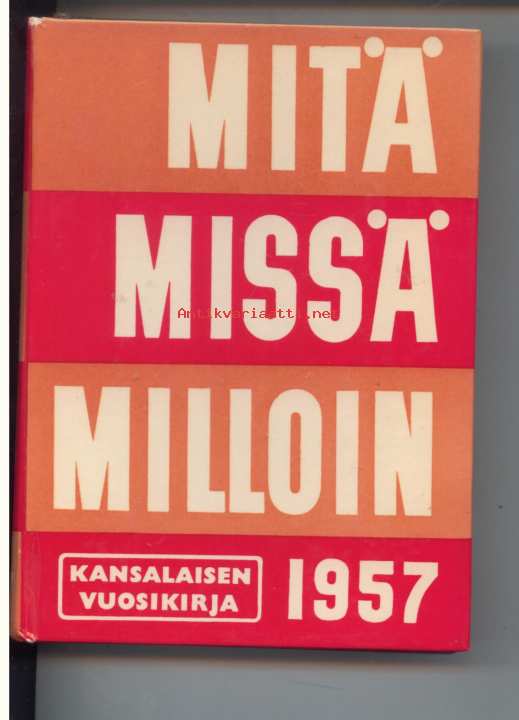 MITÄ
MISSÄ
Antikvariaatti.net
MILLOIN
KANSALAISEN
VUOSIKIRJA
1957